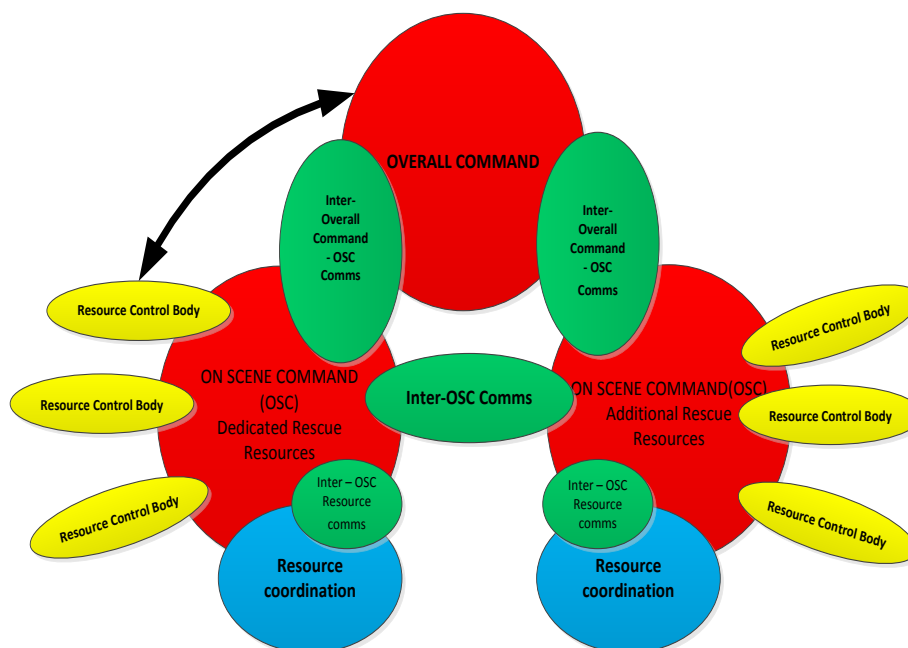 OVERALL COMMAND
Inter-
Overall
Command
- OSC
Comms
Inter-
Overall
Command
- OSC
Comms
Resource Control Body
Resource Control Body
Resource Control Body
ON SCENE COMMAND
(OSC)
Dedicated Rescue
Resources
Inter-OSC Comms
ON SCENE COMMAND(OSC)
Additional Rescue
Resources
Resource Control Body
Resource Control Body
Resource Control Body
Inter – OSC
Resource
comms
Inter – OSC
Resource
comms
Resource
coordination
Resource
coordination